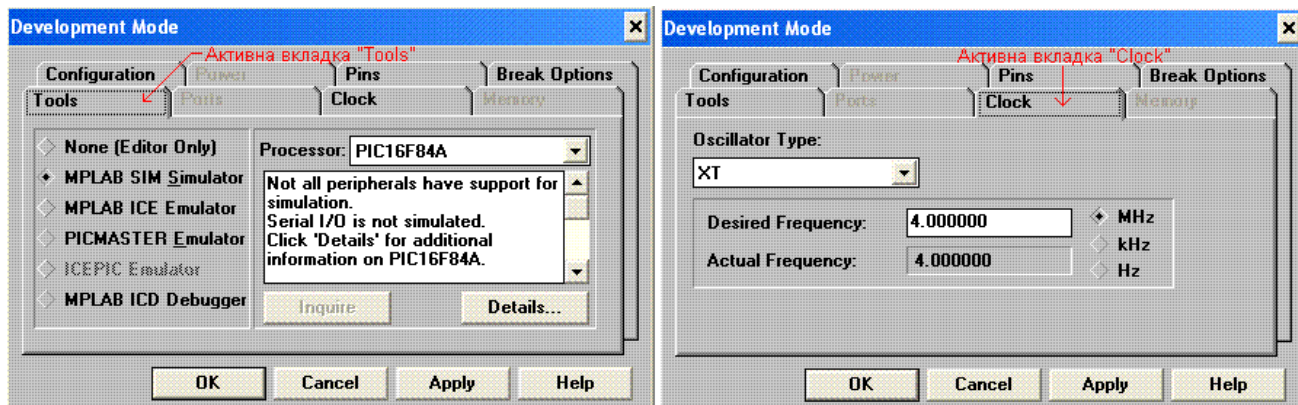 Development Mode
Активна вкладка "Tools"
Configuration Power Pins Break Options
Tools Ports Clock Memory
None (Editor Only)
MPLAB SIM Simulator
MPLAB ICE Emulator
PICMASTER Emulator
ICEPIC Emulator
MPLAB ICD Debugger
Processor: PIC16F84A
Not all peripherals have support for
simulation.
Serial I/O is not simulated.
Click 'Details' for additional
information on PIC16F84A.
Inquire Details...
OK Cancel Apply Help
Development Mode
Активна вкладка "Clock"
Configuration Power Pins Break Options
Tools Ports Clock Memory
Oscillator Type:
XT
Desired Frequency: 4.000000 MHz
kHz
Actual Frequency: 4.000000
Hz
OK Cancel Apply Help